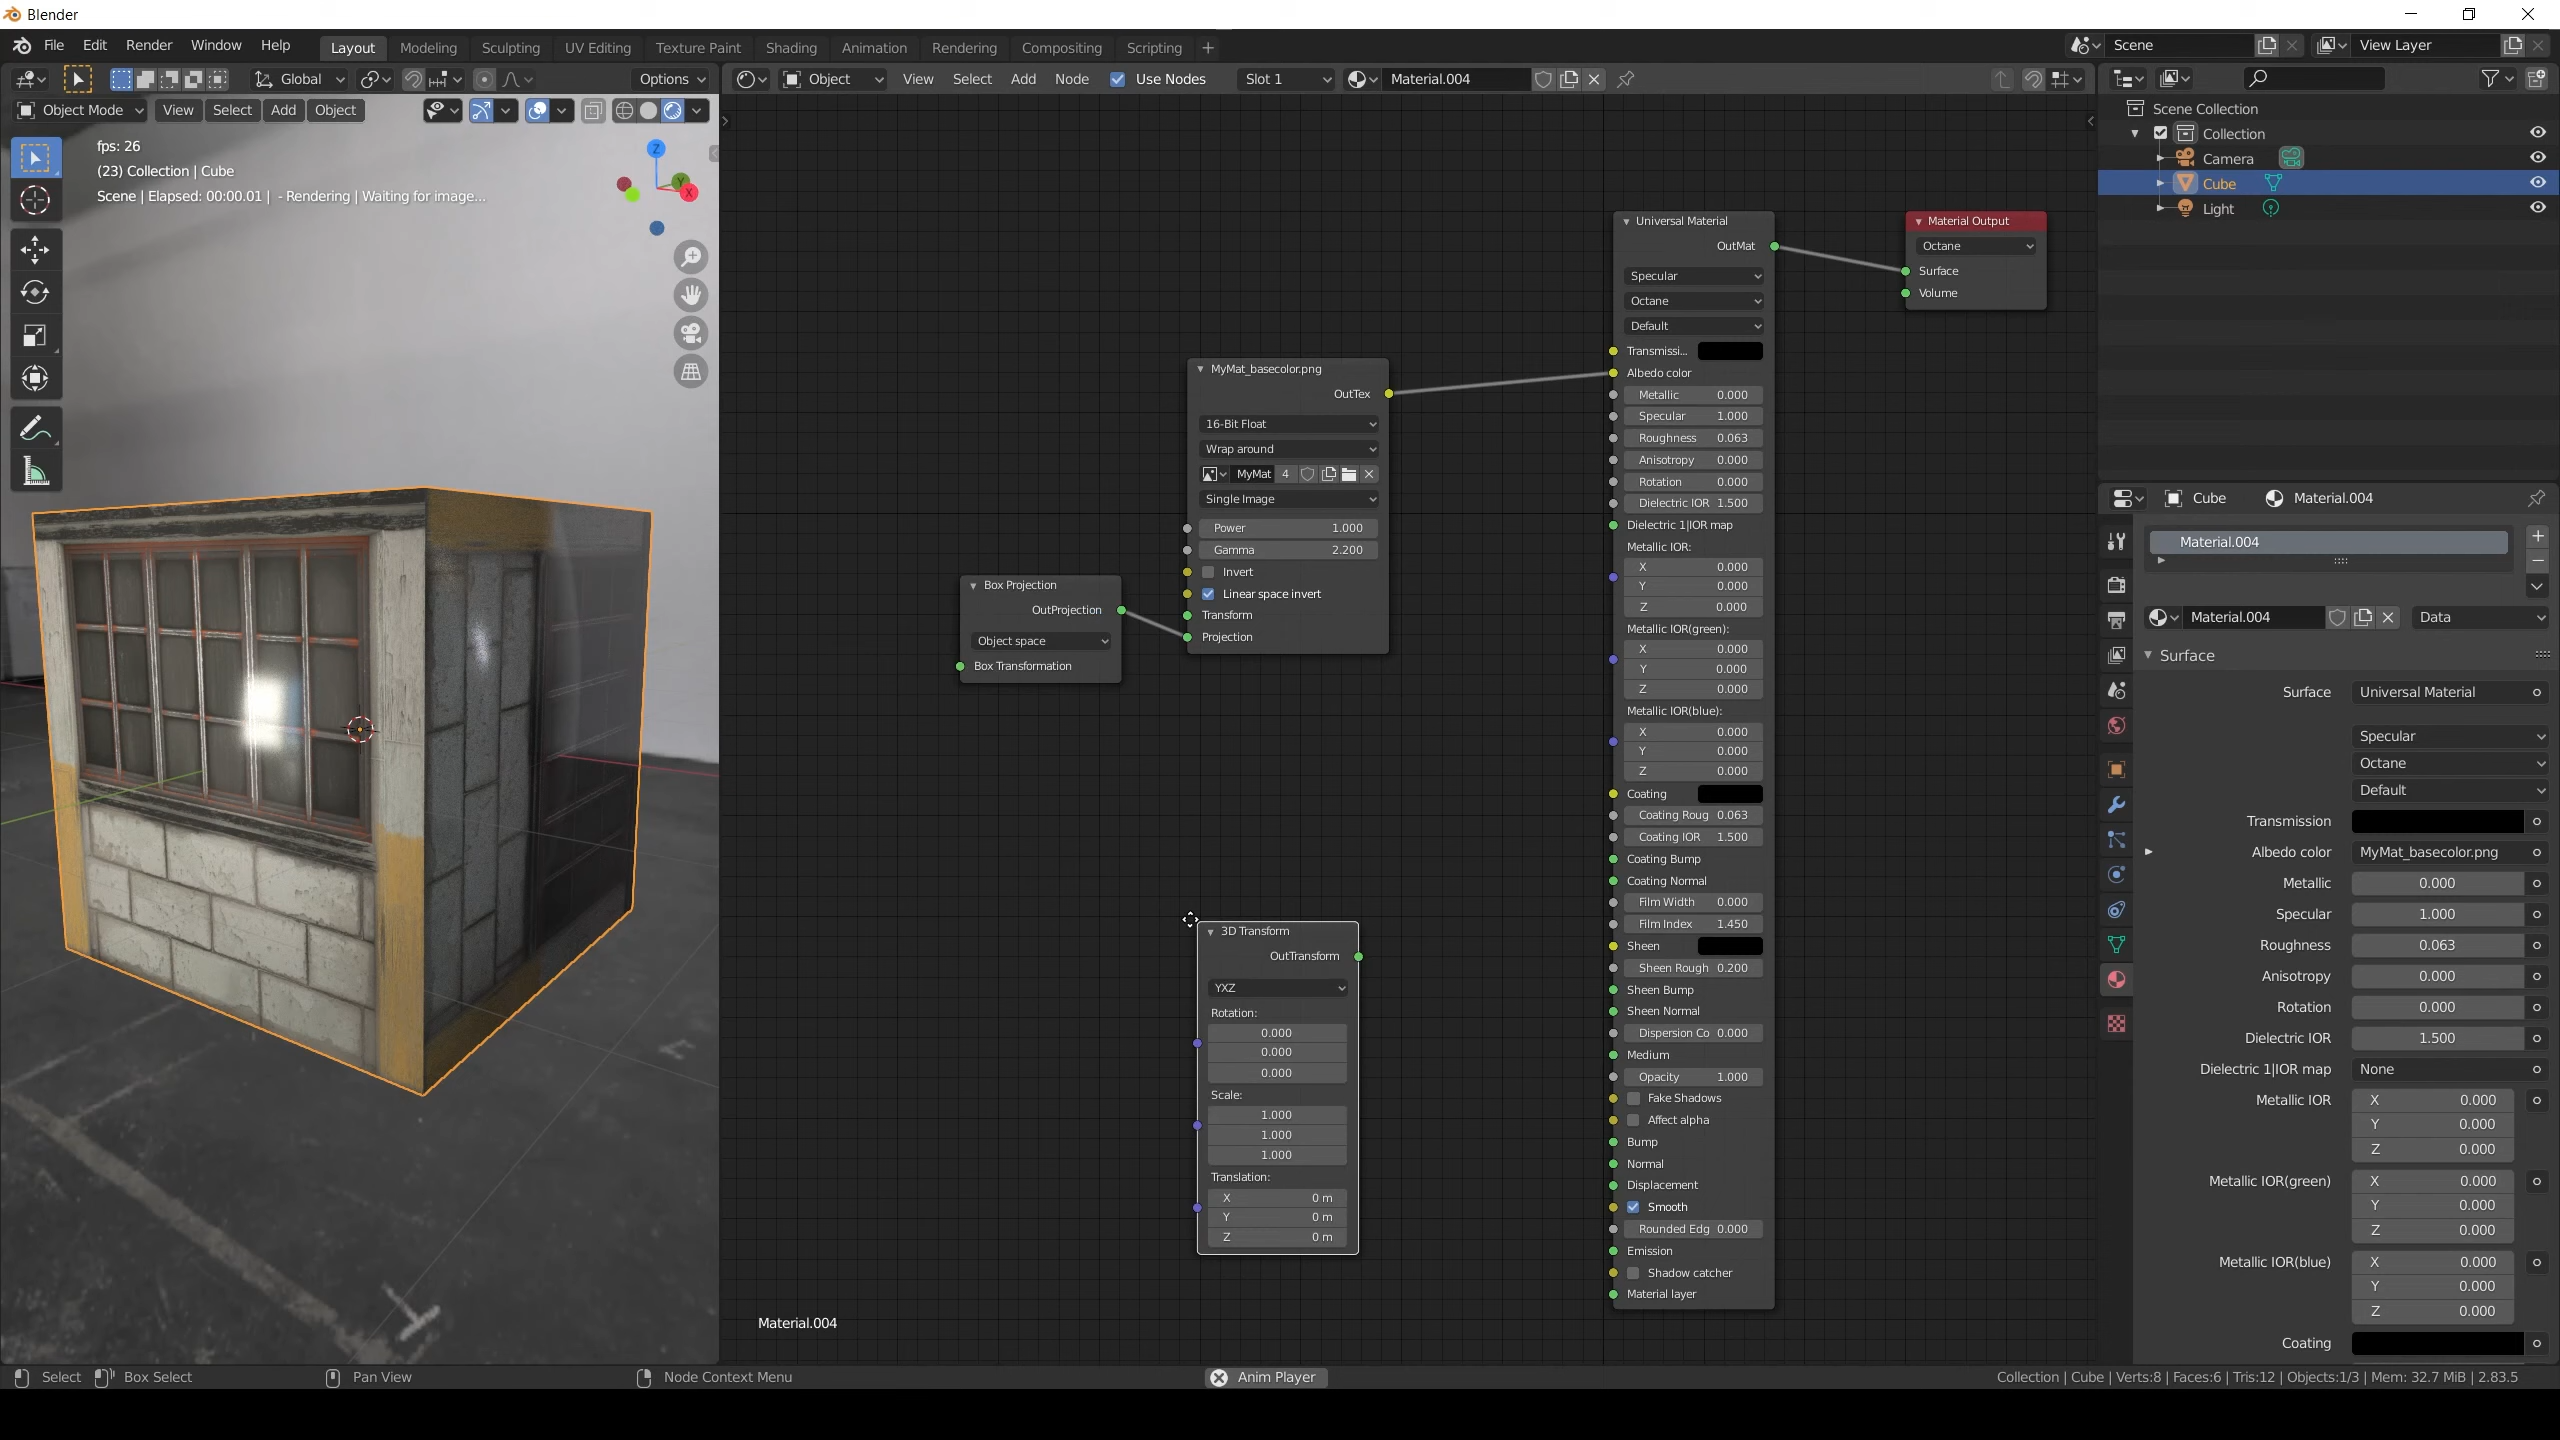 Blender
File Edit Render Window Help Layout Modeling Sculpting UV Editing Texture Paint Shading Animation Rendering Compositing Scripting + Scene View Layer
Global Options Object View Select Add Node Use Nodes Slot 1 Material.004
Object Mode View Select Add Object
fps: 26
(23) Collection | Cube
Scene | Elapsed: 00:00.01 | - Rendering | Waiting for image...
Z
Y
X
Box Projection
OutProjection
Object space
Box Transformation
MyMat_basecolor.png
OutTex
16-Bit Float
Wrap around
MyMat 4
Single Image
Power 1.000
Gamma 2.200
Invert
Linear space invert
Transform
Projection
3D Transform
OutTransform
YXZ
Rotation:
0.000
0.000
0.000
Scale:
1.000
1.000
1.000
Translation:
X 0 m
Y 0 m
Z 0 m
Universal Material
OutMat
Specular
Octane
Default
Transmissi...
Albedo color
Metallic 0.000
Specular 1.000
Roughness 0.063
Anisotropy 0.000
Rotation 0.000
Dielectric IOR 1.500
Dielectric 1|IOR map
Metallic IOR:
X 0.000
Y 0.000
Z 0.000
Metallic IOR(green):
X 0.000
Y 0.000
Z 0.000
Metallic IOR(blue):
X 0.000
Y 0.000
Z 0.000
Coating
Coating Roug 0.063
Coating IOR 1.500
Coating Bump
Coating Normal
Film Width 0.000
Film Index 1.450
Sheen
Sheen Rough 0.200
Sheen Bump
Sheen Normal
Dispersion Co 0.000
Medium
Opacity 1.000
Fake Shadows
Affect alpha
Bump
Normal
Displacement
Smooth
Rounded Edg 0.000
Emission
Shadow catcher
Material layer
Material Output
Octane
Surface
Volume
Material.004
Scene Collection
Collection
Camera
Cube
Light
Cube Material.004
Material.004
Material.004 Data
Surface
Surface Universal Material
Specular
Octane
Default
Transmission
Albedo color MyMat_basecolor.png
Metallic 0.000
Specular 1.000
Roughness 0.063
Anisotropy 0.000
Rotation 0.000
Dielectric IOR 1.500
Dielectric 1|IOR map None
Metallic IOR X 0.000
Y 0.000
Z 0.000
Metallic IOR(green) X 0.000
Y 0.000
Z 0.000
Metallic IOR(blue) X 0.000
Y 0.000
Z 0.000
Coating
Select Box Select Pan View Node Context Menu Anim Player Collection | Cube | Verts:8 | Faces:6 | Tris:12 | Objects:1/3 | Mem: 32.7 MiB | 2.83.5